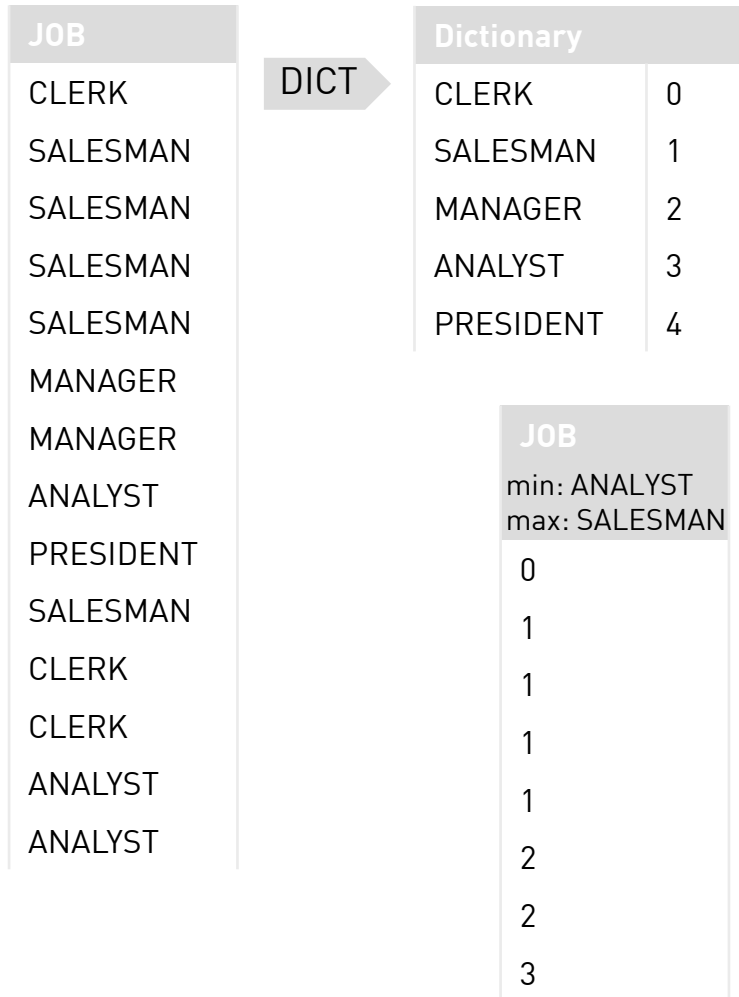 JOB
CLERK
SALESMAN
SALESMAN
SALESMAN
SALESMAN
MANAGER
MANAGER
ANALYST
PRESIDENT
SALESMAN
CLERK
CLERK
ANALYST
ANALYST
DICT
Dictionary
CLERK 0
SALESMAN 1
MANAGER 2
ANALYST 3
PRESIDENT 4
JOB
min: ANALYST
max: SALESMAN
0
1
1
1
1
2
2
3